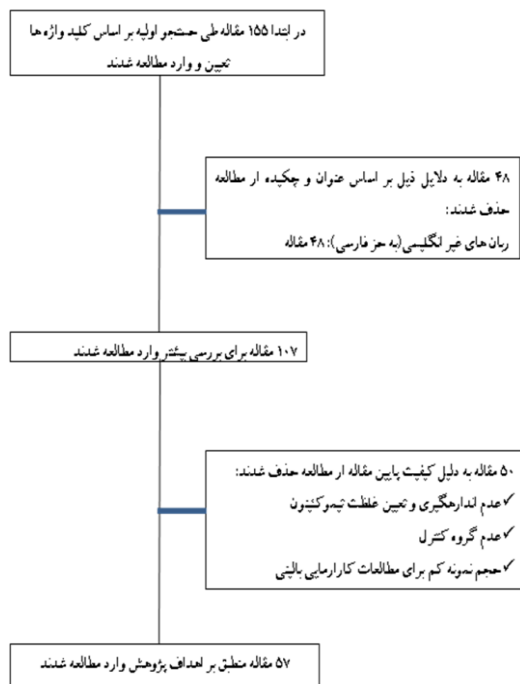 در ابتدا ۱۵۵ مقاله طی جستجو اولیه بر اساس کلید واژه ها
تعیین و وارد مطالعه شدند
۴۸ مقاله به دلایل ذیل بر اساس عنوان و چکیده از مطالعه
حذف شدند:
زبان های غیر انگلیسی(به جز فارسی): ۴۸ مقاله
۱۰۷ مقاله برای بررسی بیشتر وارد مطالعه شدند
۵۰ مقاله به دلیل کیفیت پایین مقاله از مطالعه حذف شدند:
✓عدم اندازهگیری و تعیین غلظت تیموکینون
✓عدم گروه کنترل
✓حجم نمونه کم برای مطالعات کارآزمایی بالینی
۵۷ مقاله منطبق بر اهداف پژوهش وارد مطالعه شدند